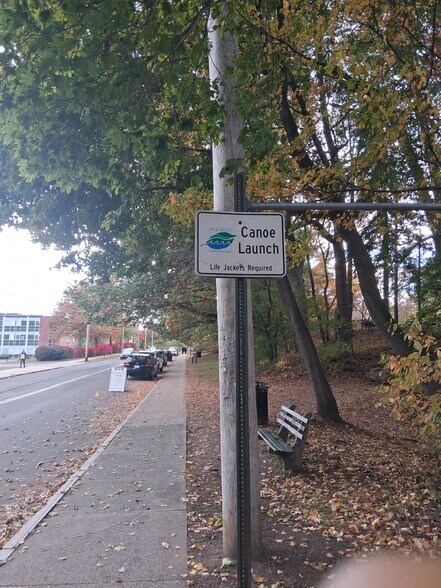 Canoe
Launch
Life Jackets Required